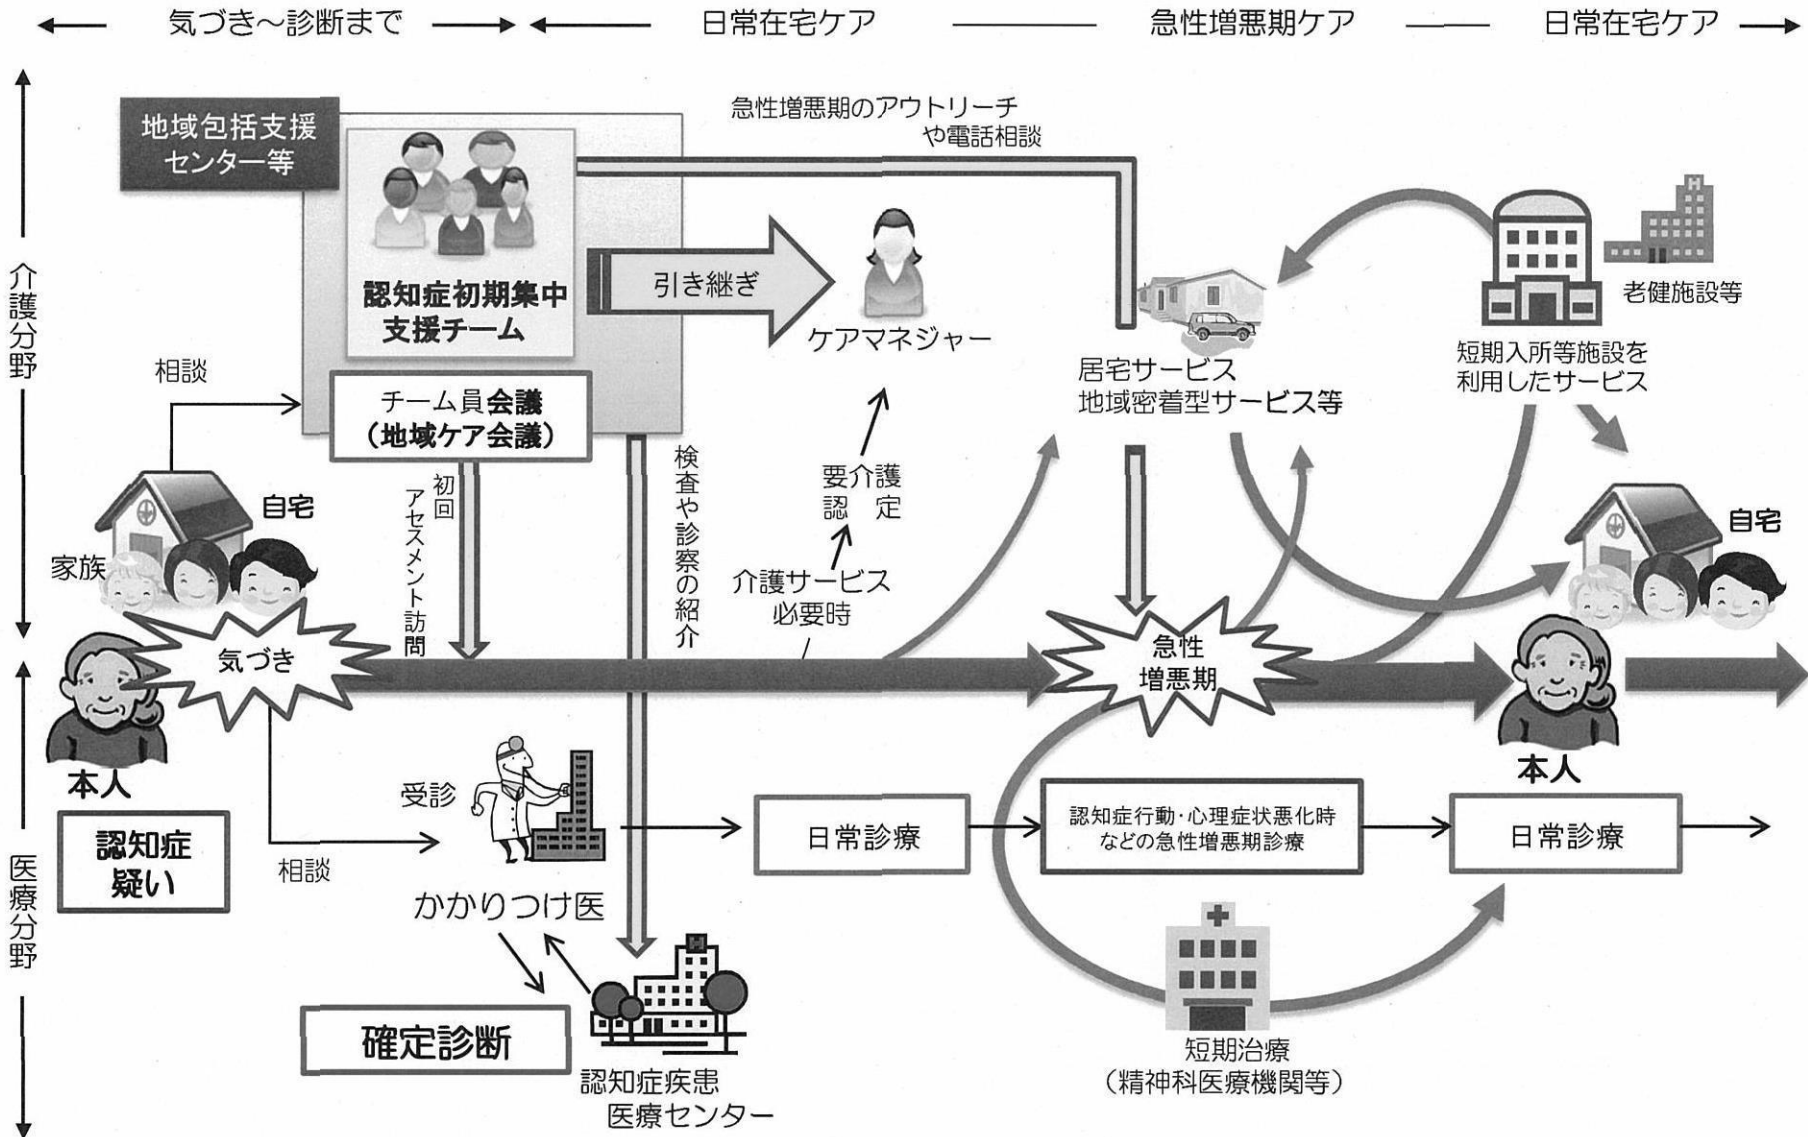 気づき～診断まで
日常在宅ケア
急性増悪期ケア
日常在宅ケア
介護分野
医療分野
地域包括支援
センター等
認知症初期集中
支援チーム
チーム員会議
（地域ケア会議）
急性増悪期のアウトリーチ
や電話相談
引き継ぎ
ケアマネジャー
居宅サービス
地域密着型サービス等
H
老健施設等
短期入所等施設を
利用したサービス
相談
初回
アセスメント訪問
検査や診察の紹介
要介護
認　定
介護サービス
必要時
自宅
家族
気づき
本人
認知症
疑い
急性
増悪期
自宅
本人
相談
受診
かかりつけ医
日常診療
認知症行動・心理症状悪化時
などの急性増悪期診療
日常診療
確定診断
H
認知症疾患
医療センター
短期治療
（精神科医療機関等）